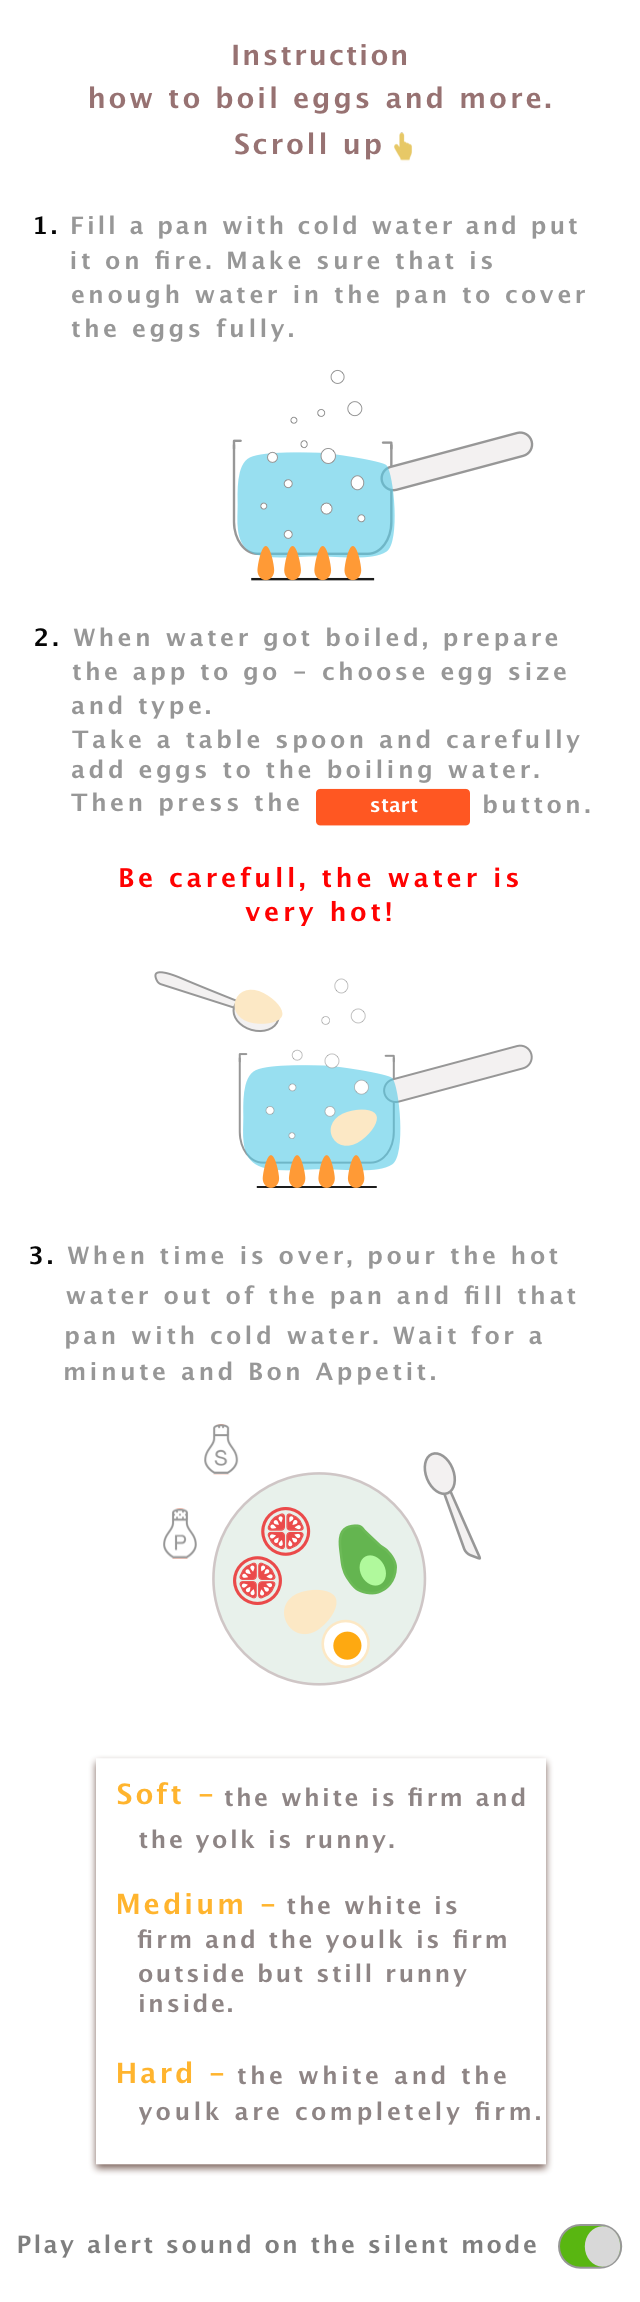 Instruction
how to boil eggs and more.
Scroll up
1. Fill a pan with cold water and put
it on fire. Make sure that is
enough water in the pan to cover
the eggs fully.
2. When water got boiled, prepare
the app to go – choose egg size
and type.
Take a table spoon and carefully
add eggs to the boiling water.
Then press the start button.
Be carefull, the water is
very hot!
3. When time is over, pour the hot
water out of the pan and fill that
pan with cold water. Wait for a
minute and Bon Appetit.
S
P
Soft – the white is firm and
the yolk is runny.
Medium – the white is
firm and the youlk is firm
outside but still runny
inside.
Hard – the white and the
youlk are completely firm.
Play alert sound on the silent mode